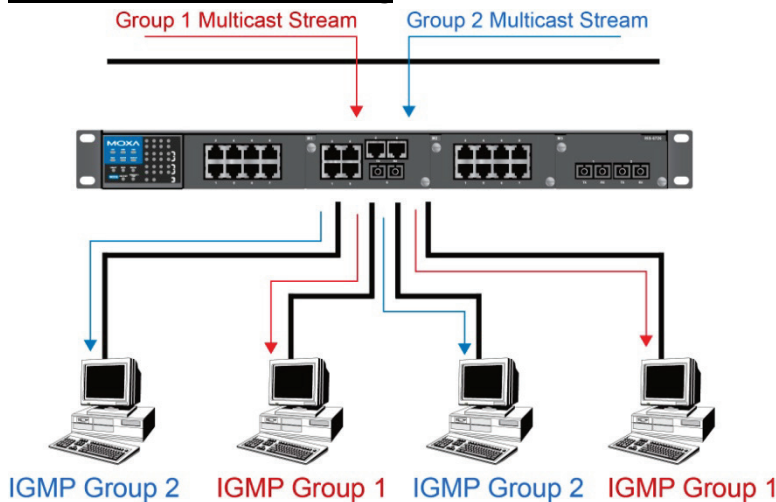 Group 1 Multicast Stream
Group 2 Multicast Stream
MOXA
IGMP Group 2
IGMP Group 1
IGMP Group 2
IGMP Group 1